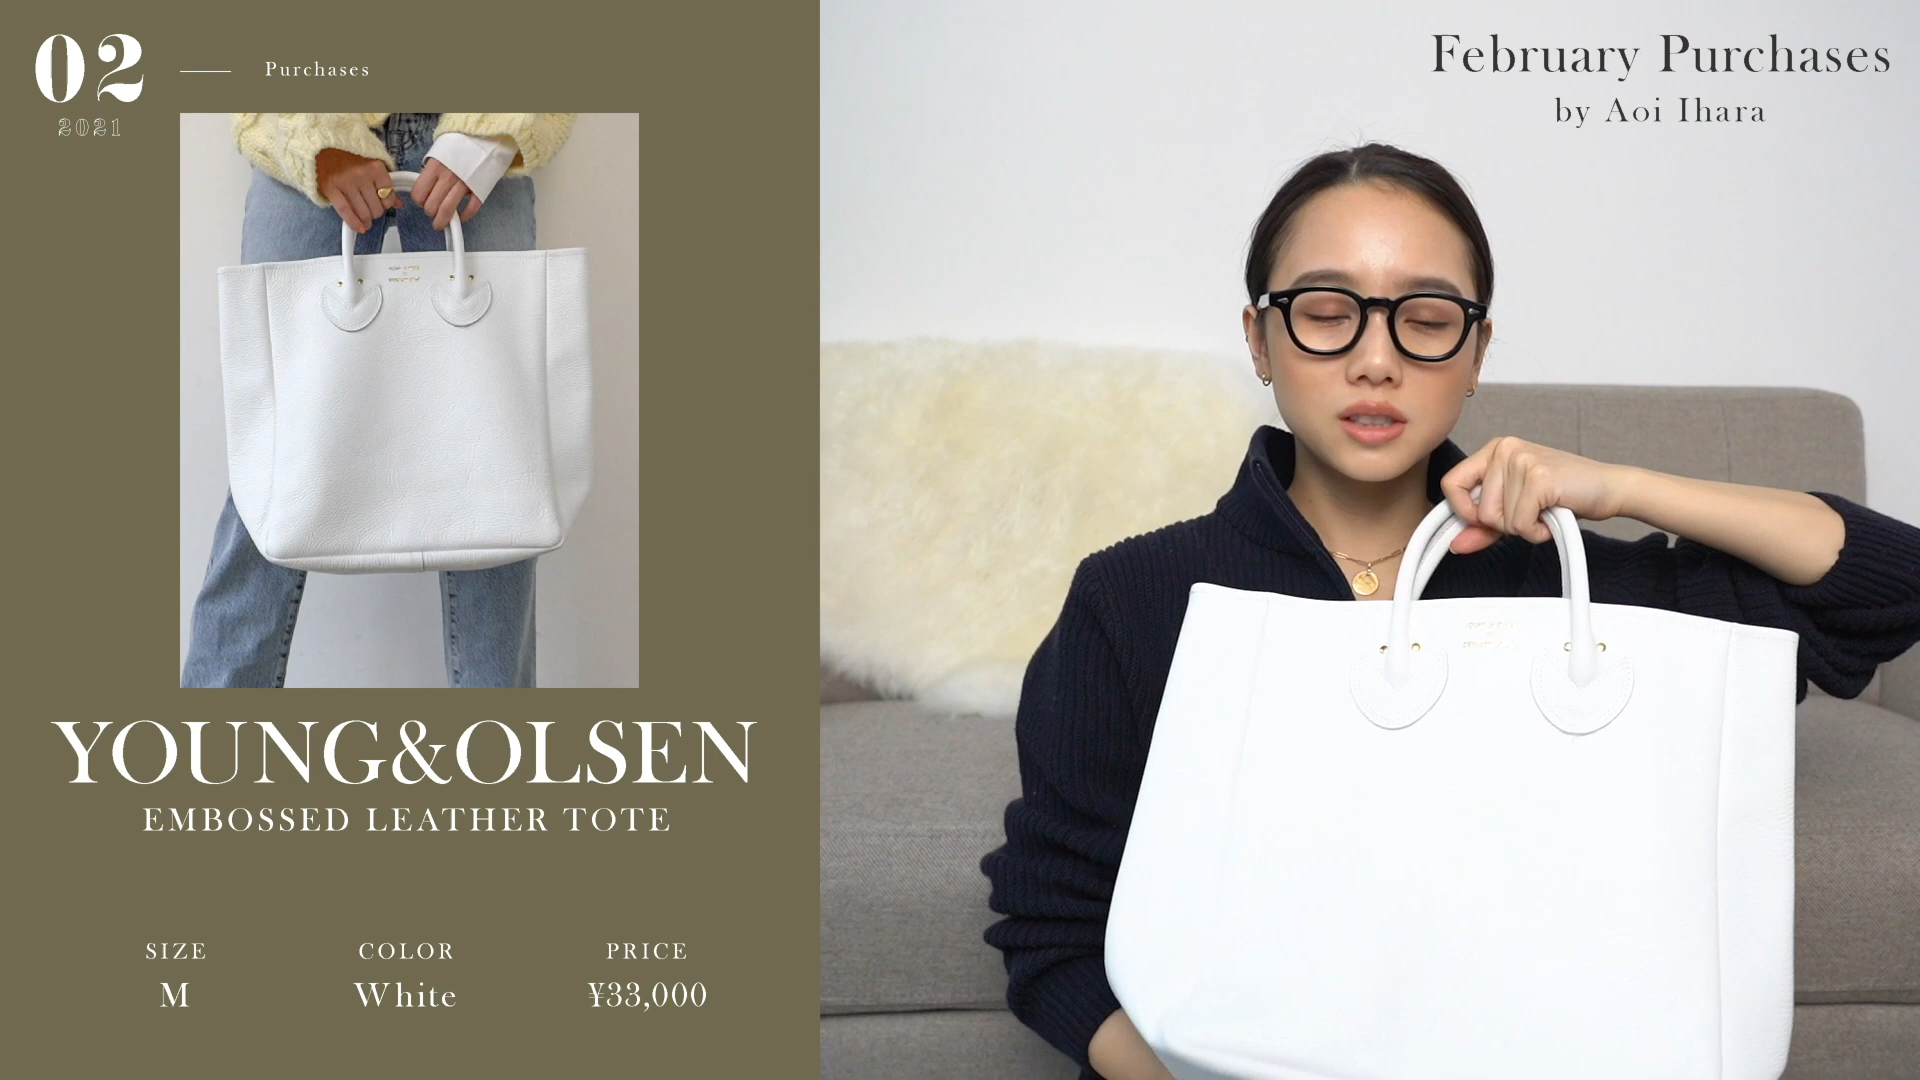 02
2021
Purchases
YOUNG&OLSEN
EMBOSSED LEATHER TOTE
SIZE
M
COLOR
White
PRICE
¥33,000
February Purchases
by Aoi Ihara